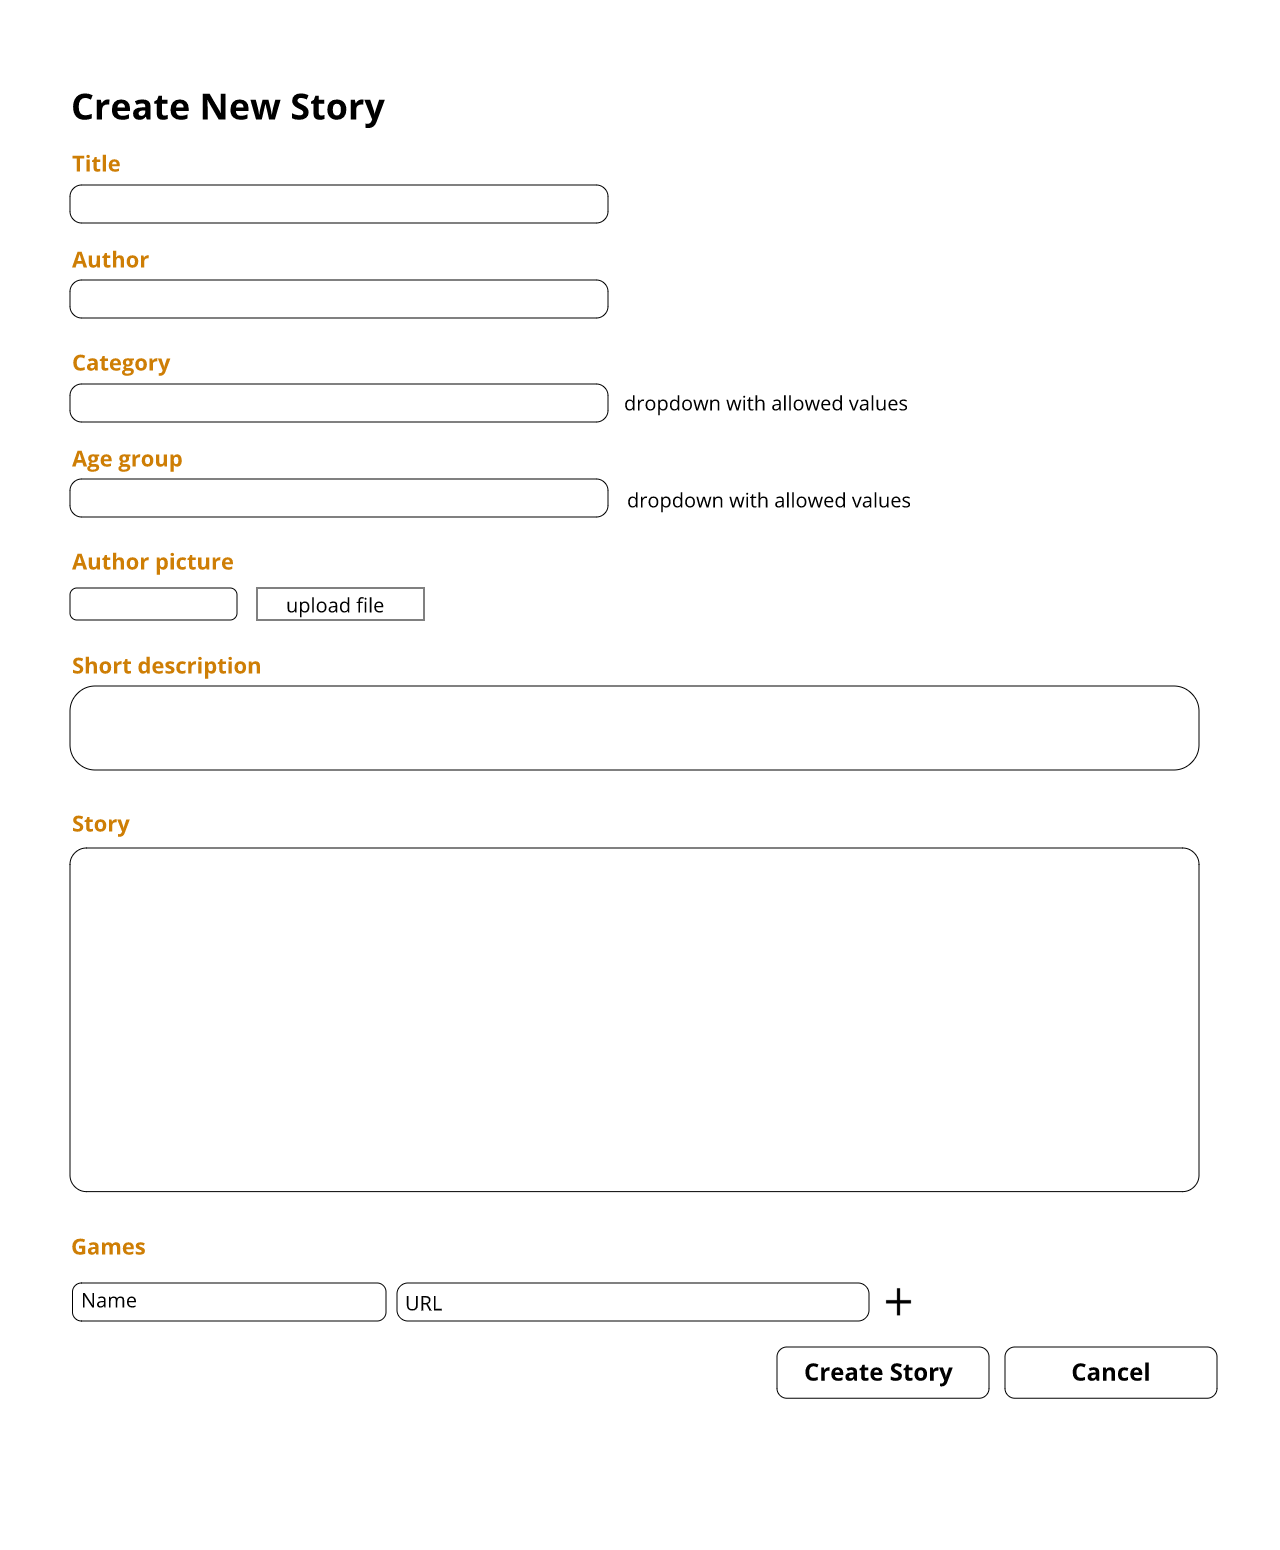 Create New Story
Title
Author
Category
dropdown with allowed values
Age group
dropdown with allowed values
Author picture
upload file
Short description
Story
Games
Name URL +
Create Story Cancel